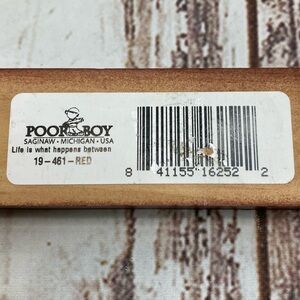 POOR BOY
SAGINAW • MICHIGAN • USA
Life is what happens between
19-461-RED
8 41155 16252 2